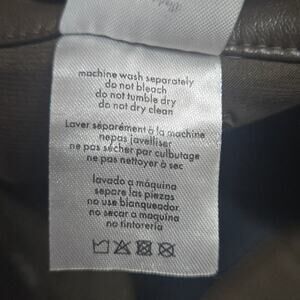 machine wash separately
do not bleach
do not tumble dry
do not dry clean
Laver séparément à la machine
nepas javelliser
ne pas sécher par culbutage
ne pas nettoyer à sec
lavado a máquina
separe las piezas
no use blanqueador
no secar a maquina
no tintorería